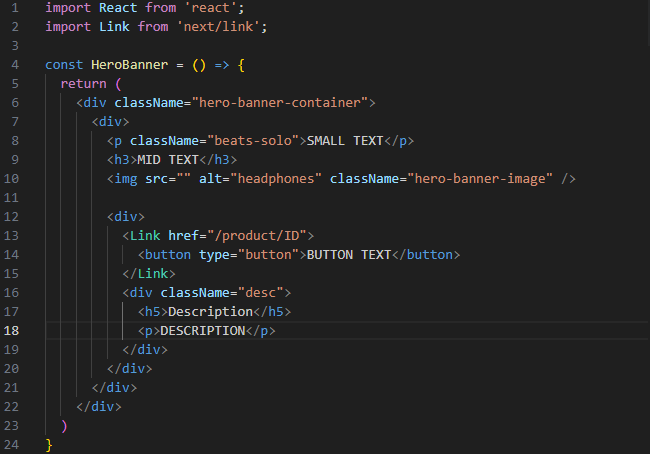 1 import React from 'react';
2 import Link from 'next/link';
3
4 const HeroBanner = () => {
5   return (
6     <div className="hero-banner-container">
7       <div>
8         <p className="beats-solo">SMALL TEXT</p>
9         <h3>MID TEXT</h3>
10         <img src="" alt="headphones" className="hero-banner-image" />
11
12         <div>
13           <Link href="/product/ID">
14             <button type="button">BUTTON TEXT</button>
15           </Link>
16           <div className="desc">
17             <h5>Description</h5>
18             <p>DESCRIPTION</p>
19           </div>
20         </div>
21       </div>
22     </div>
23   )
24 }